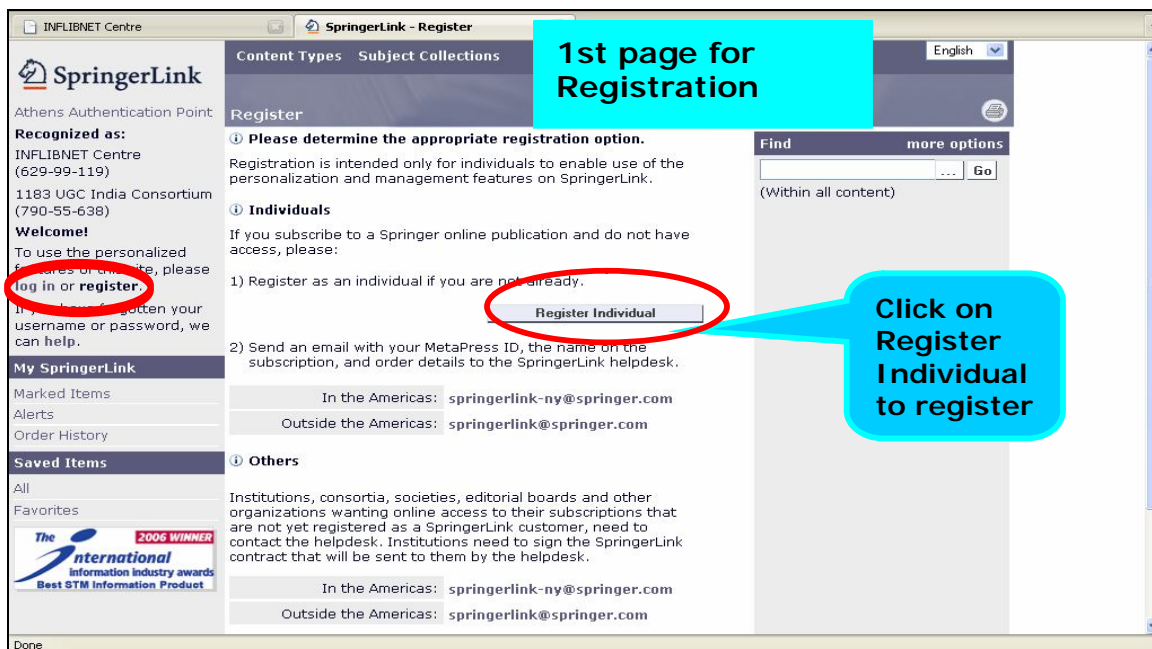 INFLIBNET Centre
SpringerLink - Register
SpringerLink
Athens Authentication Point
Recognized as:
INFLIBNET Centre
(629-99-119)
1183 UGC India Consortium
(790-55-638)
Welcome!
To use the personalized
features of this site, please
log in or register.
If you have forgotten your
username or password, we
can help.
My SpringerLink
Marked Items
Alerts
Order History
Saved Items
All
Favorites
The 2006 WINNER
International
information industry awards
Best STM Information Product
Content Types Subject Collections
English
Register
1st page for
Registration
Please determine the appropriate registration option.
Registration is intended only for individuals to enable use of the
personalization and management features on SpringerLink.
Individuals
If you subscribe to a Springer online publication and do not have
access, please:
1) Register as an individual if you are not already.
Register Individual
2) Send an email with your MetaPress ID, the name on the
subscription, and order details to the SpringerLink helpdesk.
In the Americas: springerlink-ny@springer.com
Outside the Americas: springerlink@springer.com
Others
Institutions, consortia, societies, editorial boards and other
organizations wanting online access to their subscriptions that
are not yet registered as a SpringerLink customer, need to
contact the helpdesk. Institutions need to sign the SpringerLink
contract that will be sent to them by the helpdesk.
In the Americas: springerlink-ny@springer.com
Outside the Americas: springerlink@springer.com
Find more options
... Go
(Within all content)
Click on
Register
Individual
to register
Done